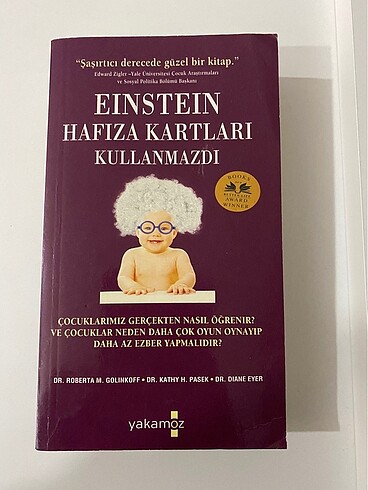 “Şaşırtıcı derecede güzel bir kitap.”
Edward Zigler –Yale Üniversitesi Çocuk Araştırmaları
ve Sosyal Politika Bölümü Başkanı
EINSTEIN
HAFIZA KARTLARI
KULLANMAZDI
BOOKS
BETTER LIFE
AWARD
WINNER
ÇOCUKLARIMIZ GERÇEKTEN NASIL ÖĞRENİR?
VE ÇOCUKLAR NEDEN DAHA ÇOK OYUN OYNAYIP
DAHA AZ EZBER YAPMALIDIR?
DR. ROBERTA M. GOLINKOFF • DR. KATHY H. PASEK • DR. DIANE EYER
yakamoz